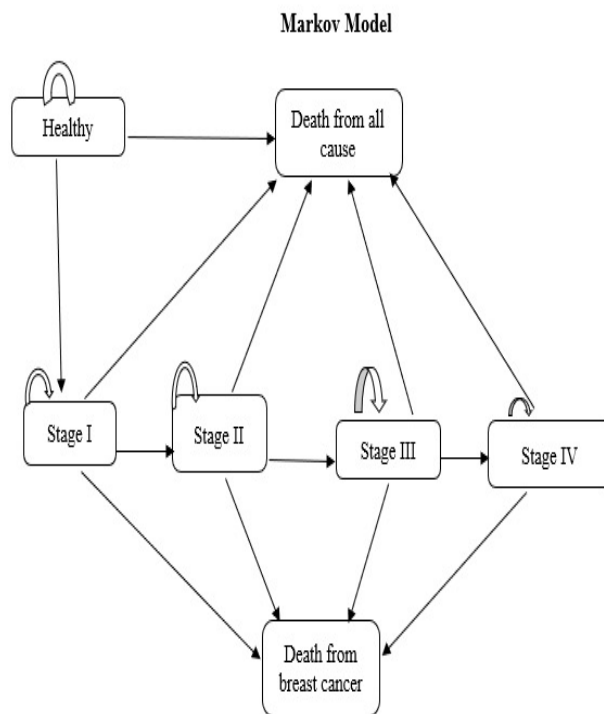 Markov Model
Healthy
Death from all
cause
Stage I
Stage II
Stage III
Stage IV
Death from
breast cancer